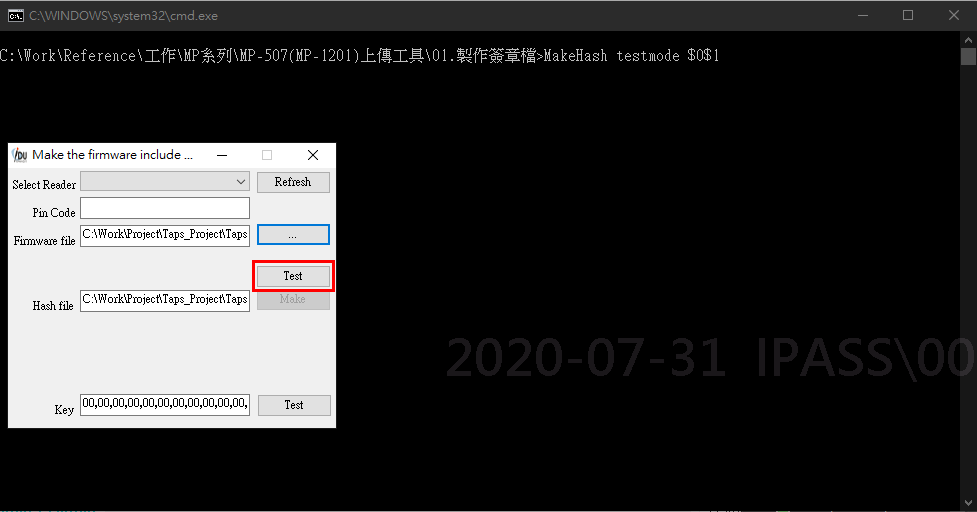 C:\WINDOWS\system32\cmd.exe
C:\Work\Reference\工作\MP系列\MP-507(MP-1201)上傳工具\01.製作簽章檔>MakeHash testmode $0$1
Make the firmware include ...
Select Reader
Refresh
Pin Code
Firmware file C:\Work\Project\Taps_Project\Taps ...
Test
Hash file C:\Work\Project\Taps_Project\Taps Make
2020-07-31 IPASS\00
Key 00,00,00,00,00,00,00,00,00,00,00, Test